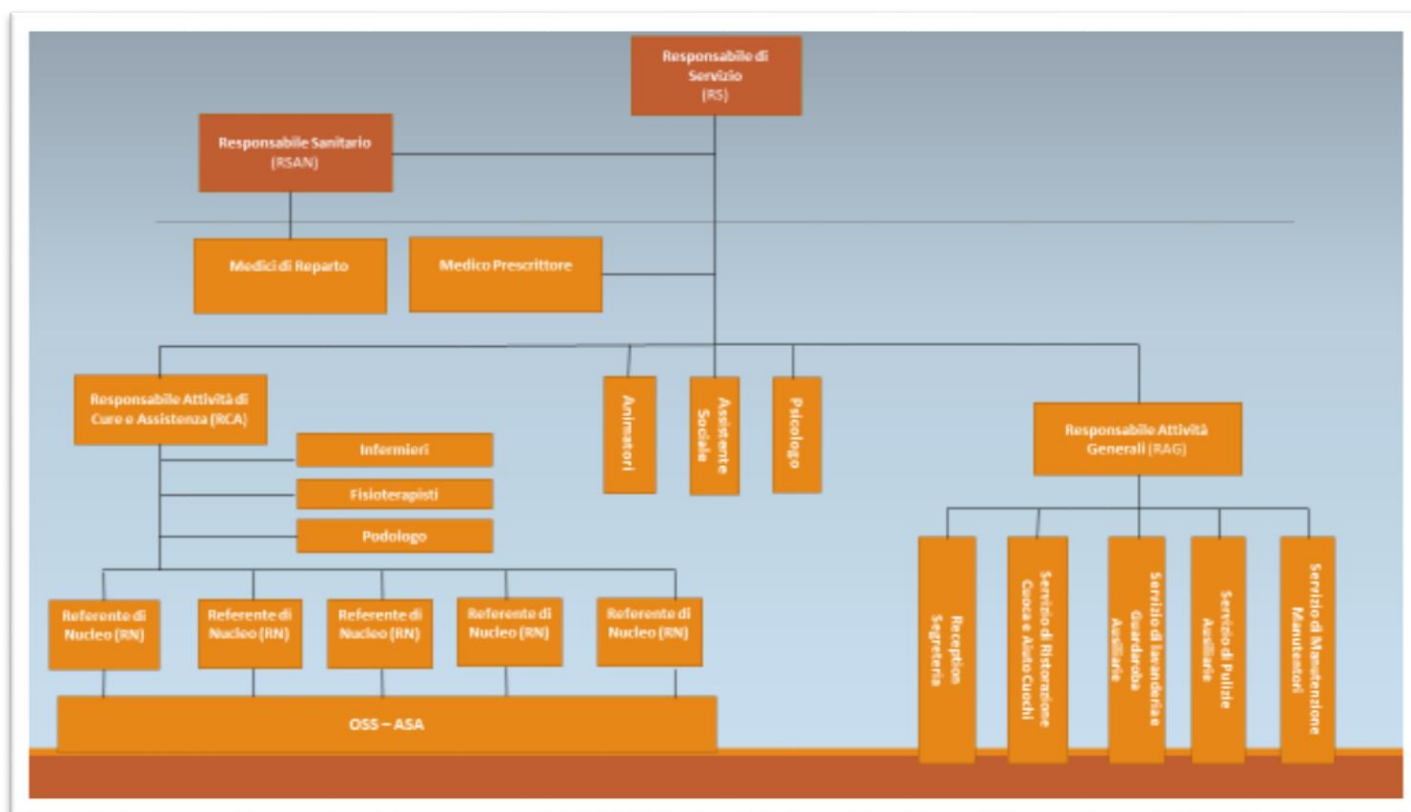 Responsabile di
Servizio
(RS)
Responsabile Sanitario
(RSAN)
Medici di Reparto
Medico Prescrittore
Responsabile Attività di
Cure e Assistenza (RCA)
Infermieri
Fisioterapisti
Podologo
Animatori
Assistente
Sociale
Psicologo
Responsabile Attività
Generali (RAG)
Referente di
Nucleo (RN)
Referente di
Nucleo (RN)
Referente di
Nucleo (RN)
Referente di
Nucleo (RN)
Referente di
Nucleo (RN)
OSS – ASA
Reception
Segreteria
Servizio di Ristorazione
Cuoca e Aiuto Cuochi
Servizio di lavanderia e
Guardaroba
Ausiliarie
Servizio di Pulizie
Ausiliarie
Servizio di Manutenzione
Manutentori